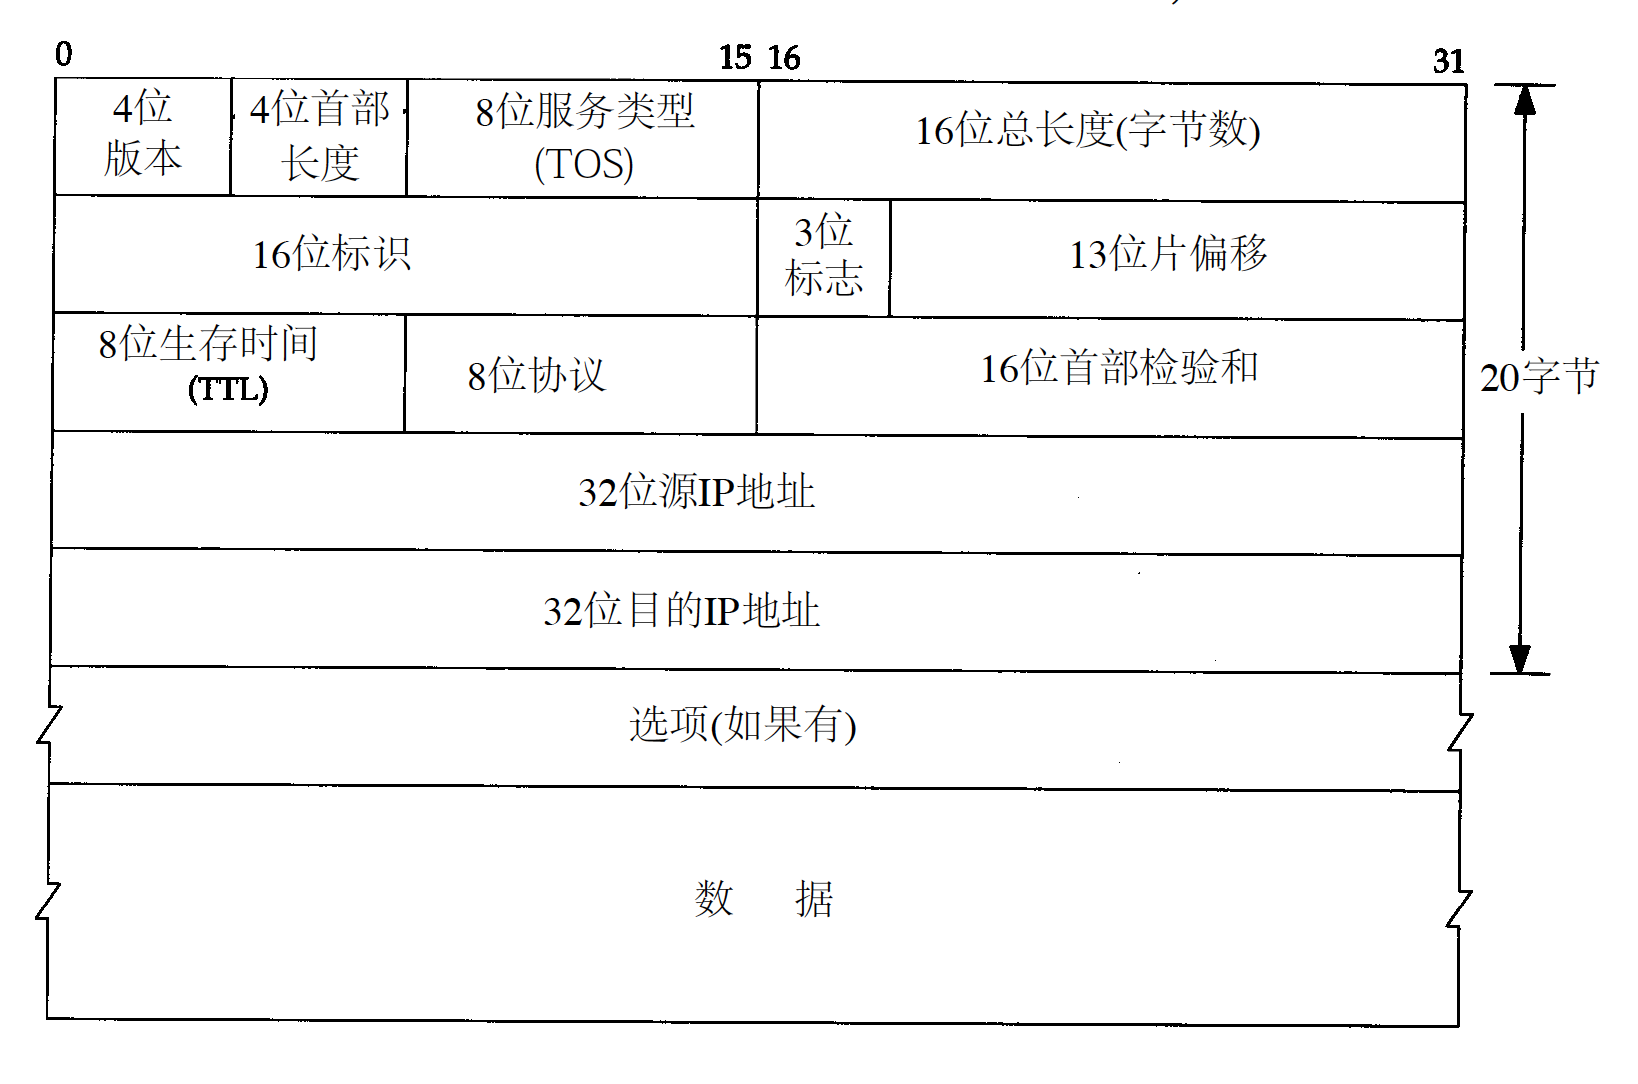 0
15 16
31
4位
版本
4位首部
长度
8位服务类型
(TOS)
16位总长度(字节数)
16位标识
3位
标志
13位片偏移
8位生存时间
(TTL)
8位协议
16位首部检验和
20字节
32位源IP地址
32位目的IP地址
选项(如果有)
数 据